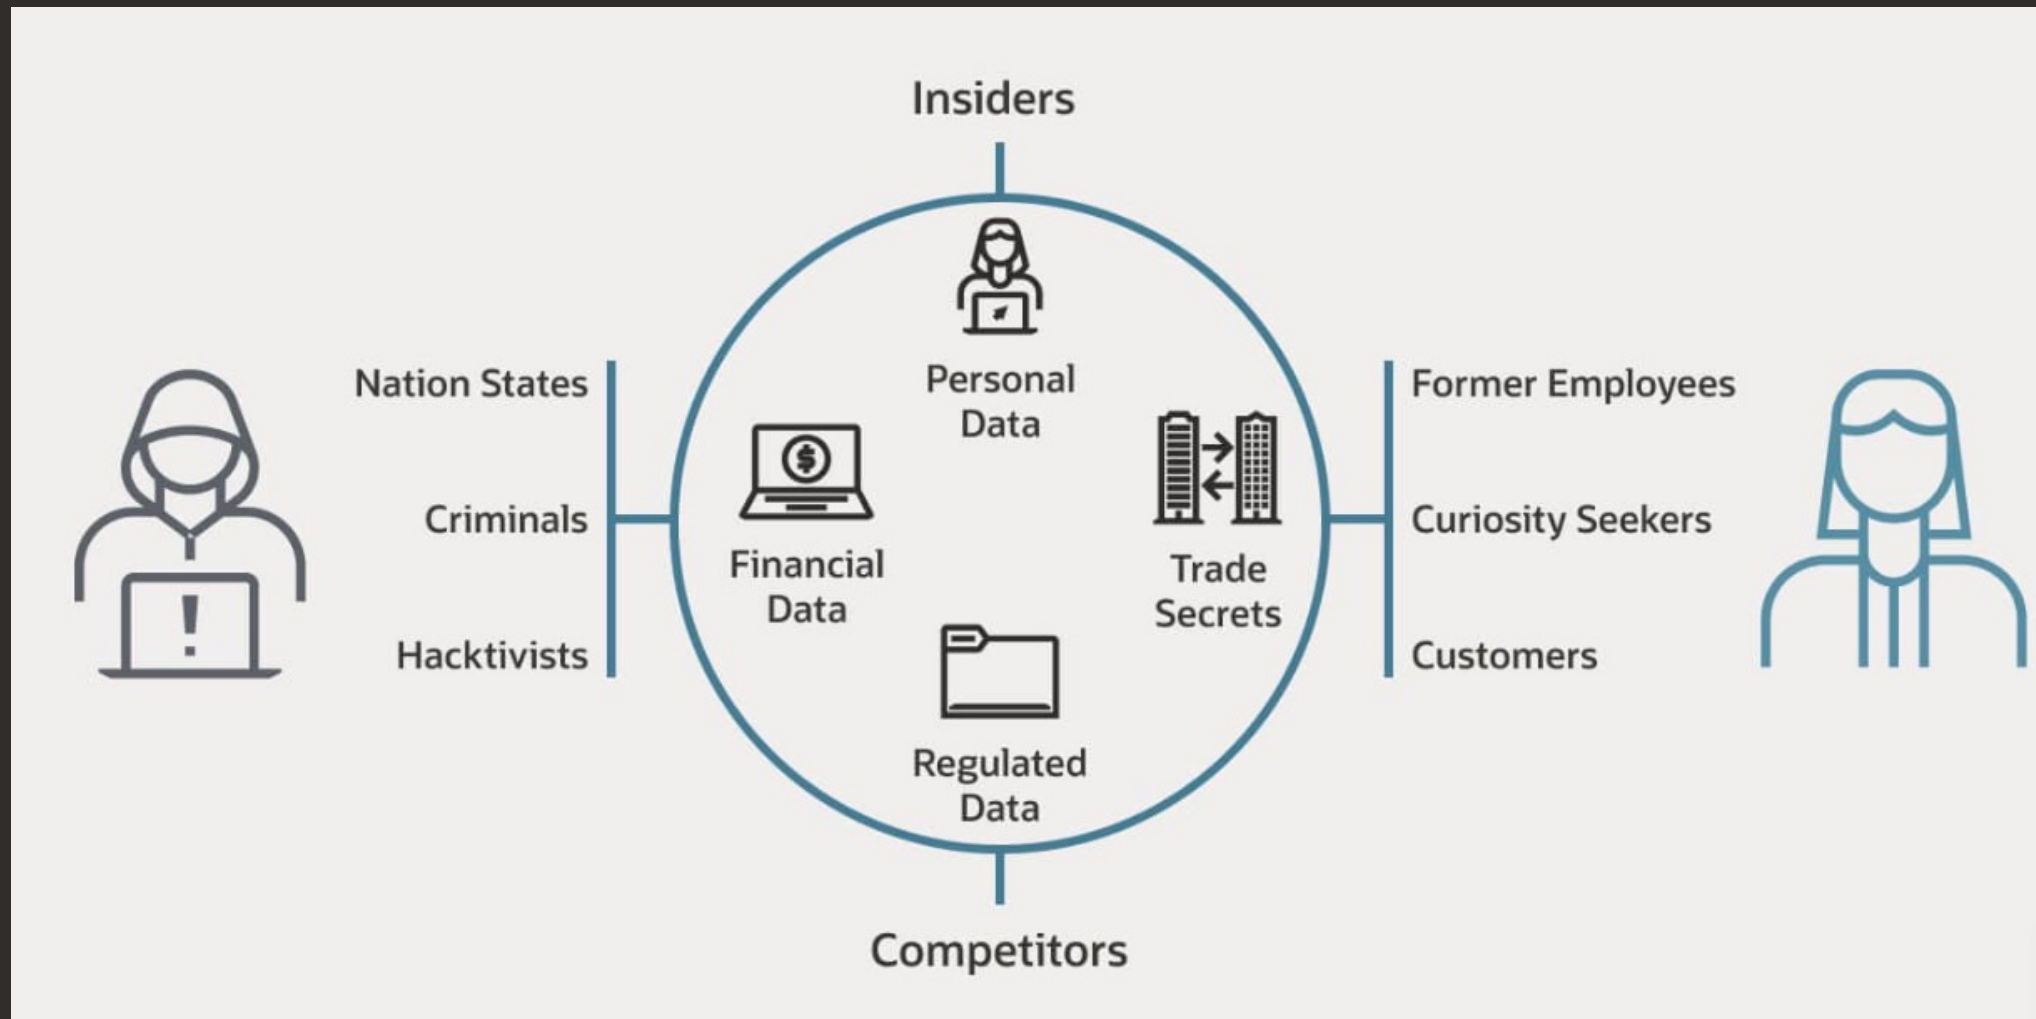 Insiders
Personal
Data
Nation States
Criminals
Hacktivists
$
Financial
Data
Trade
Secrets
Former Employees
Curiosity Seekers
Customers
!
Regulated
Data
Competitors